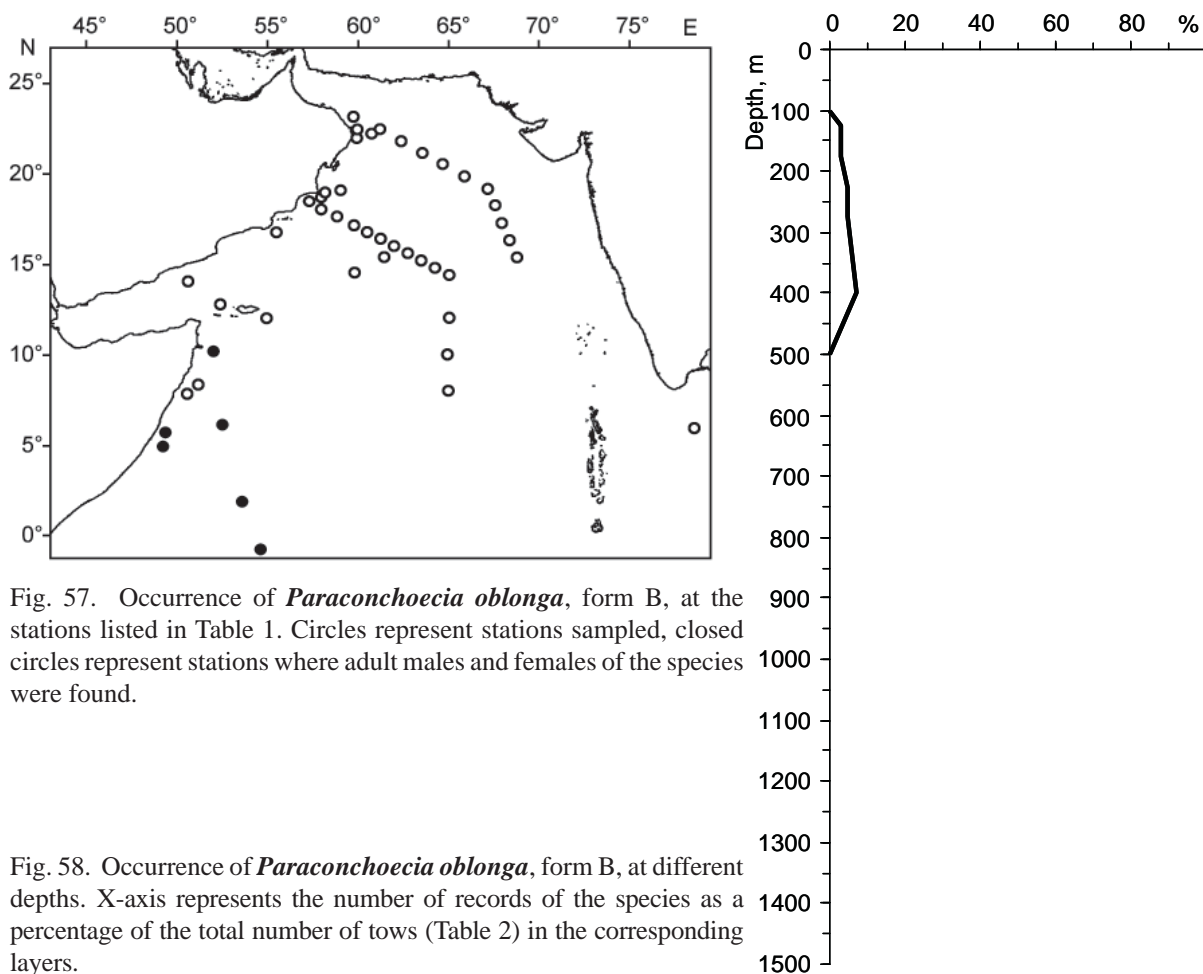 45° 50° 55° 60° 65° 70° 75° E
N
25°
20°
15°
10°
5°
0°
Fig. 57. Occurrence of Paraconchoecia oblonga, form B, at the
stations listed in Table 1. Circles represent stations sampled, closed
circles represent stations where adult males and females of the species
were found.
Fig. 58. Occurrence of Paraconchoecia oblonga, form B, at different
depths. X-axis represents the number of records of the species as a
percentage of the total number of tows (Table 2) in the corresponding
layers.
0 20 40 60 80 %
Depth, m
0
100
200
300
400
500
600
700
800
900
1000
1100
1200
1300
1400
1500